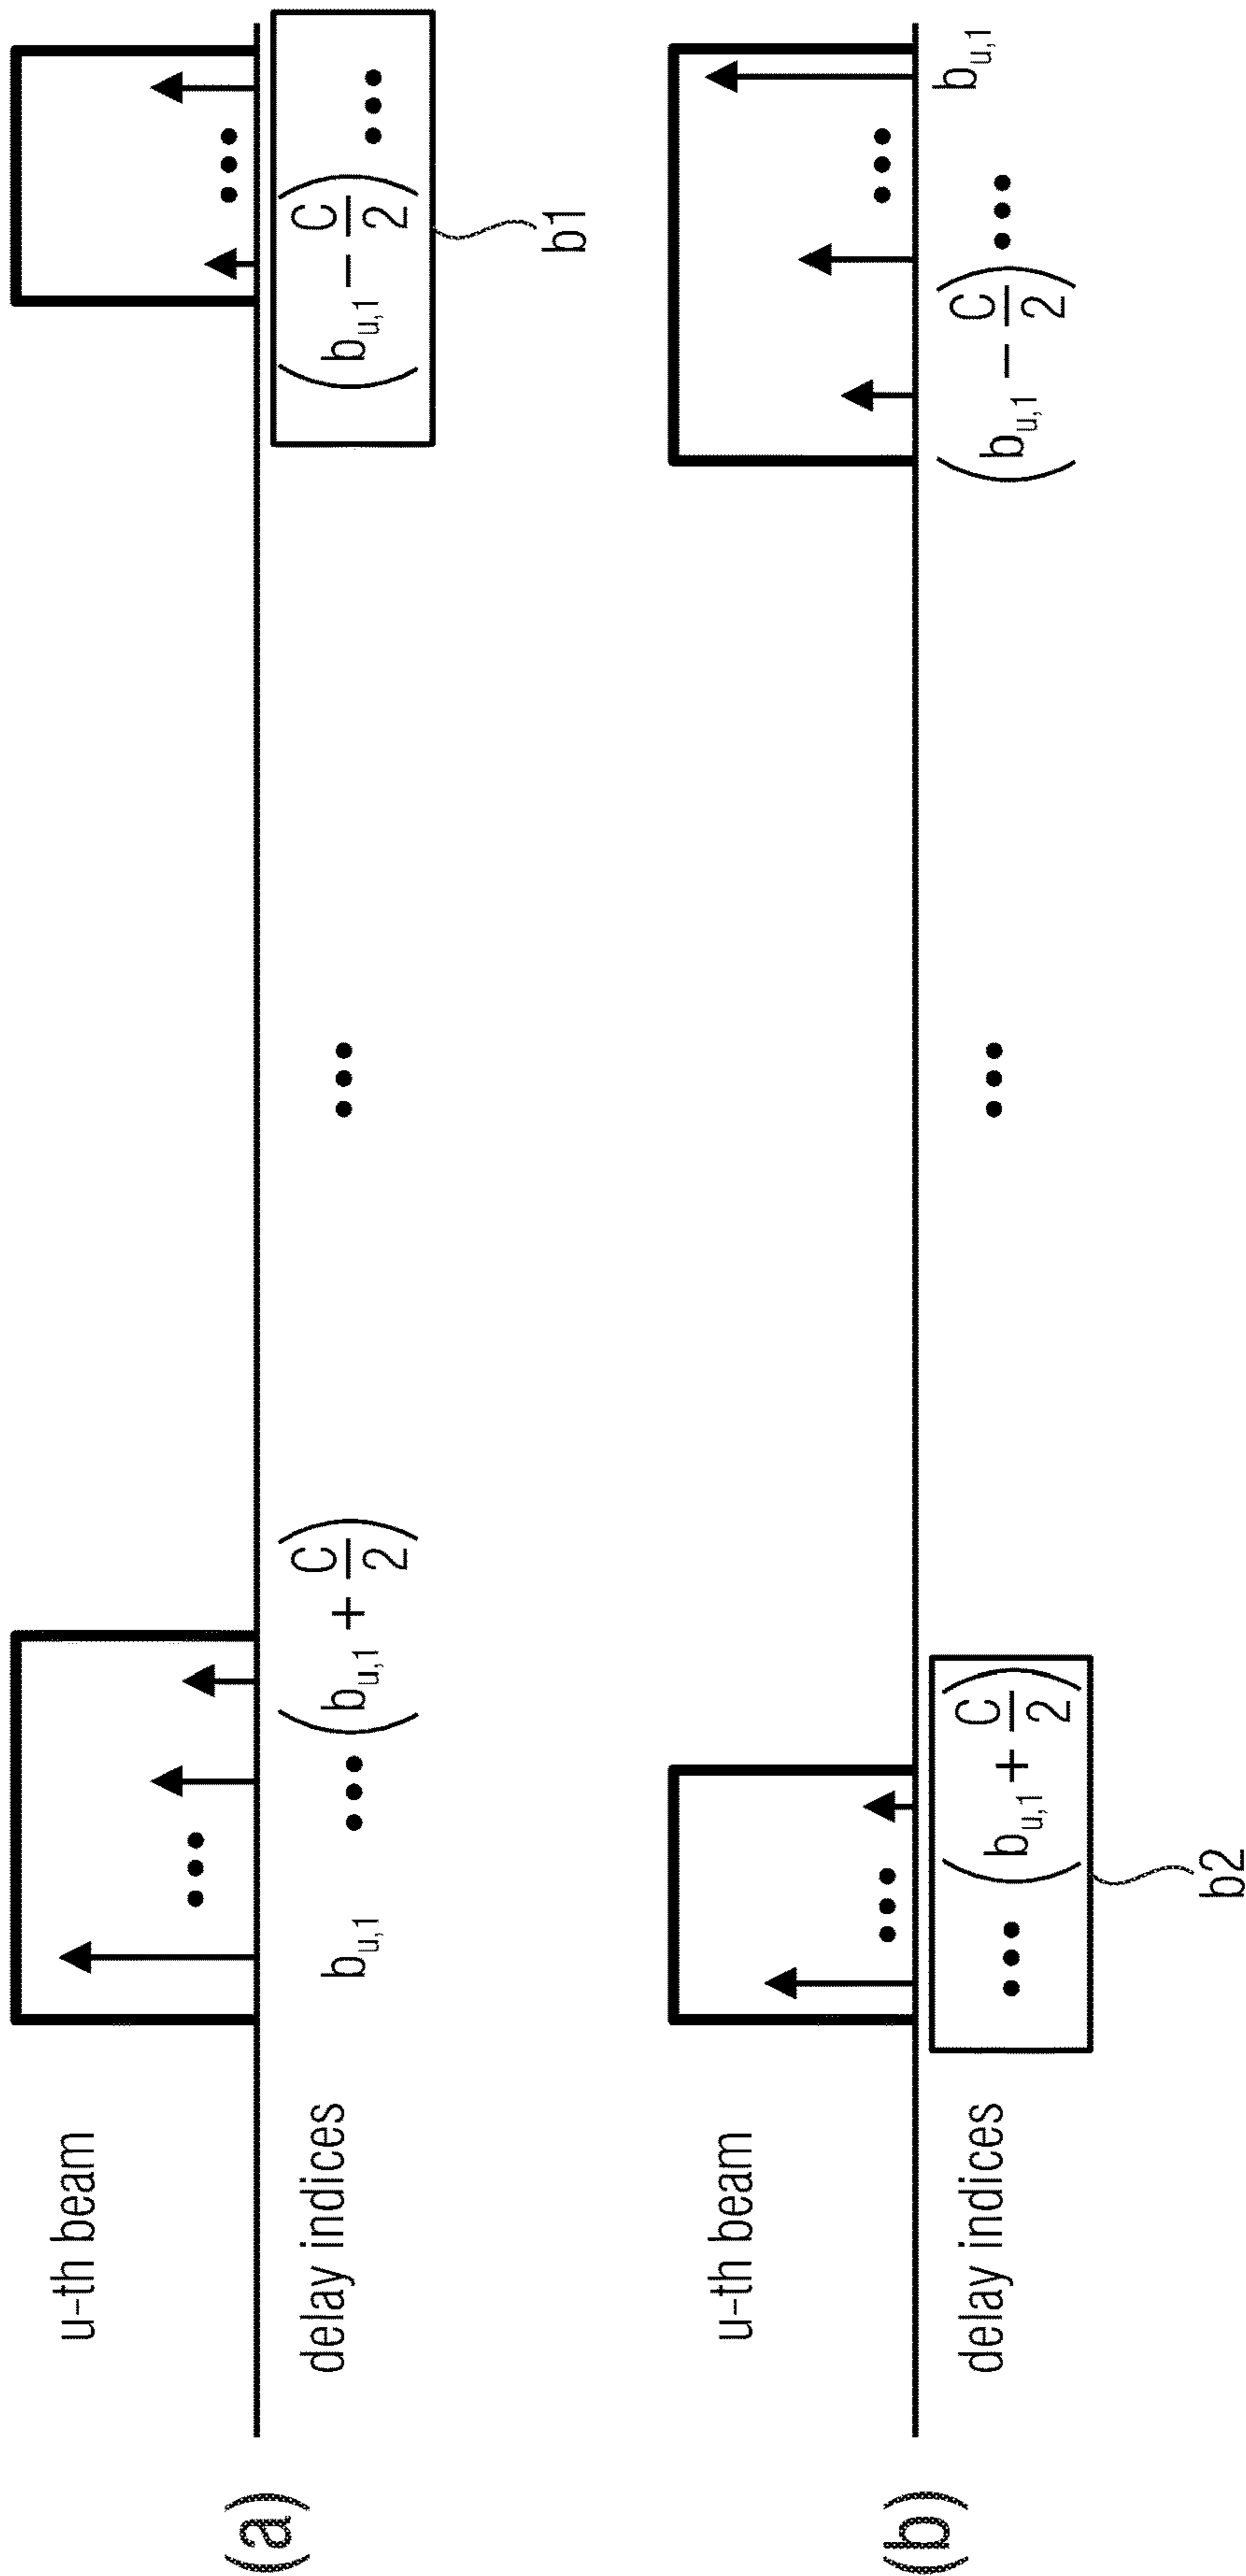 (a)
u-th beam
delay indices
b_{u,1} ••• (b_{u,1} + C/2) ••• (b_{u,1} − C/2) •••
b1
(b)
u-th beam
delay indices
••• (b_{u,1} + C/2) ••• (b_{u,1} − C/2) ••• b_{u,1}
b2